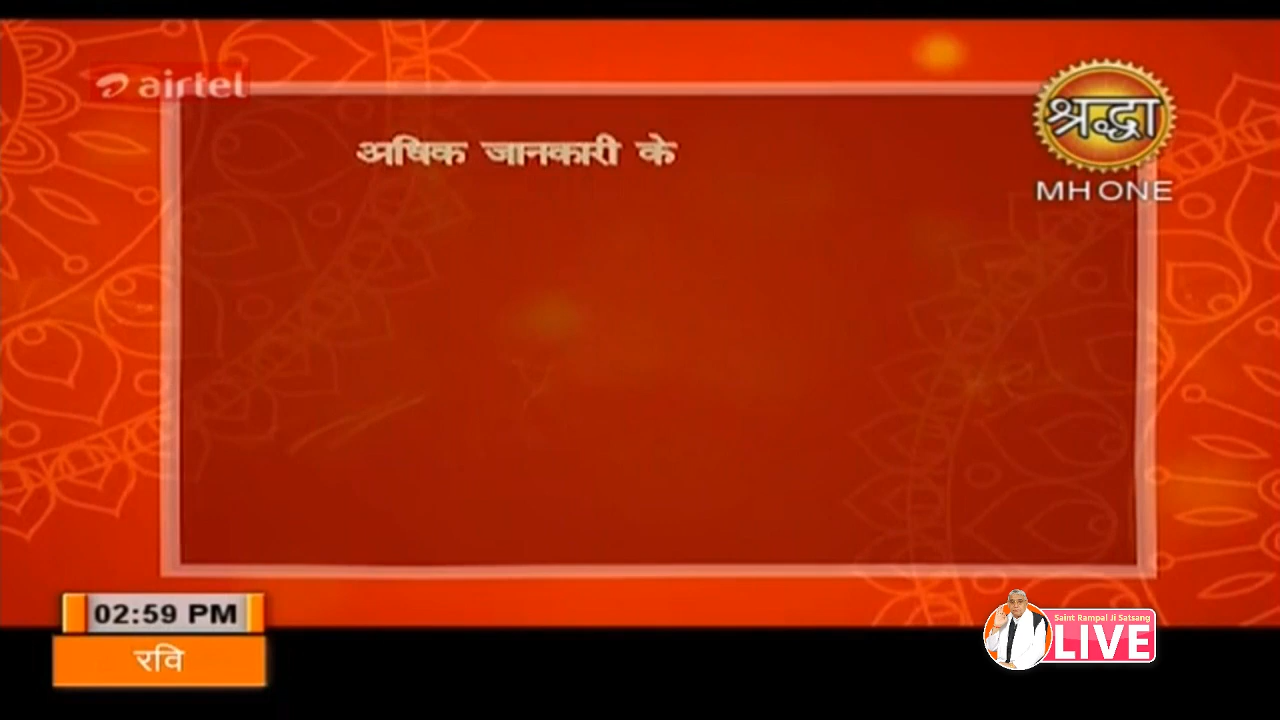 airtel
श्रद्धा
MH ONE
अधिक जानकारी के
02:59 PM
रवि
Saint Rampal Ji Satsang
LIVE